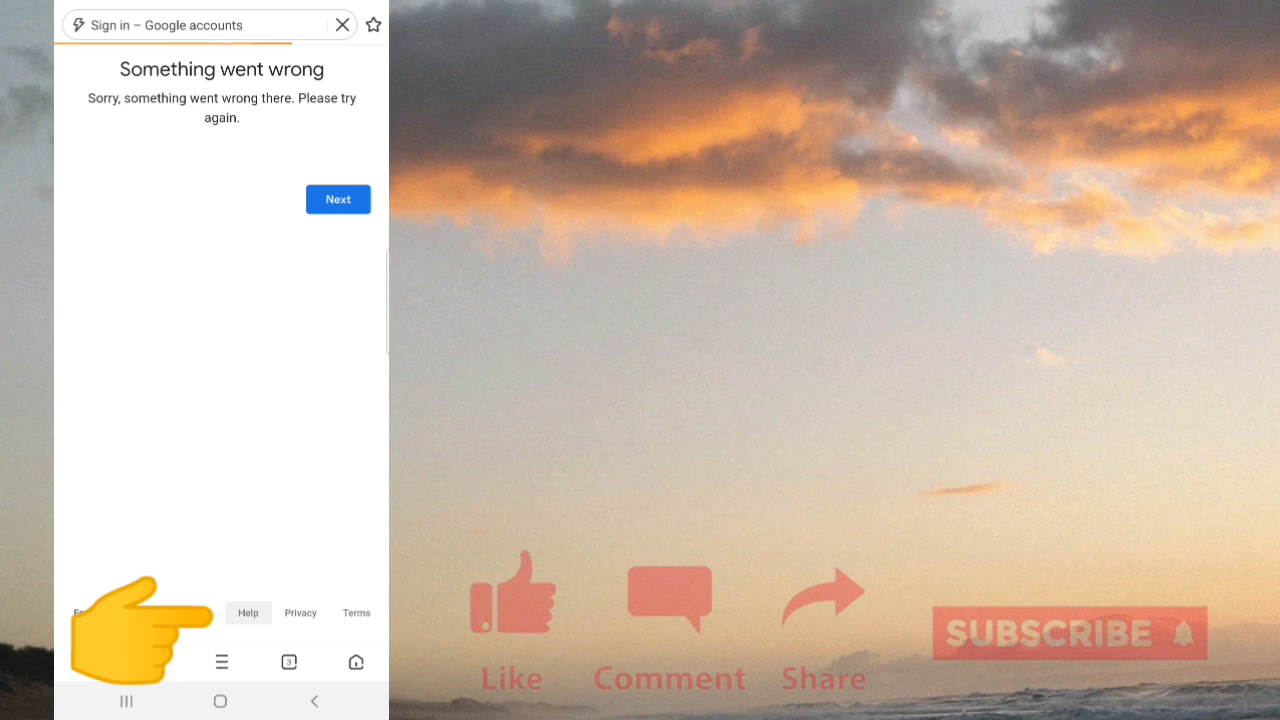 Sign in – Google accounts
Something went wrong
Sorry, something went wrong there. Please try
again.
Next
Help Privacy Terms
3
Like Comment Share
SUBSCRIBE